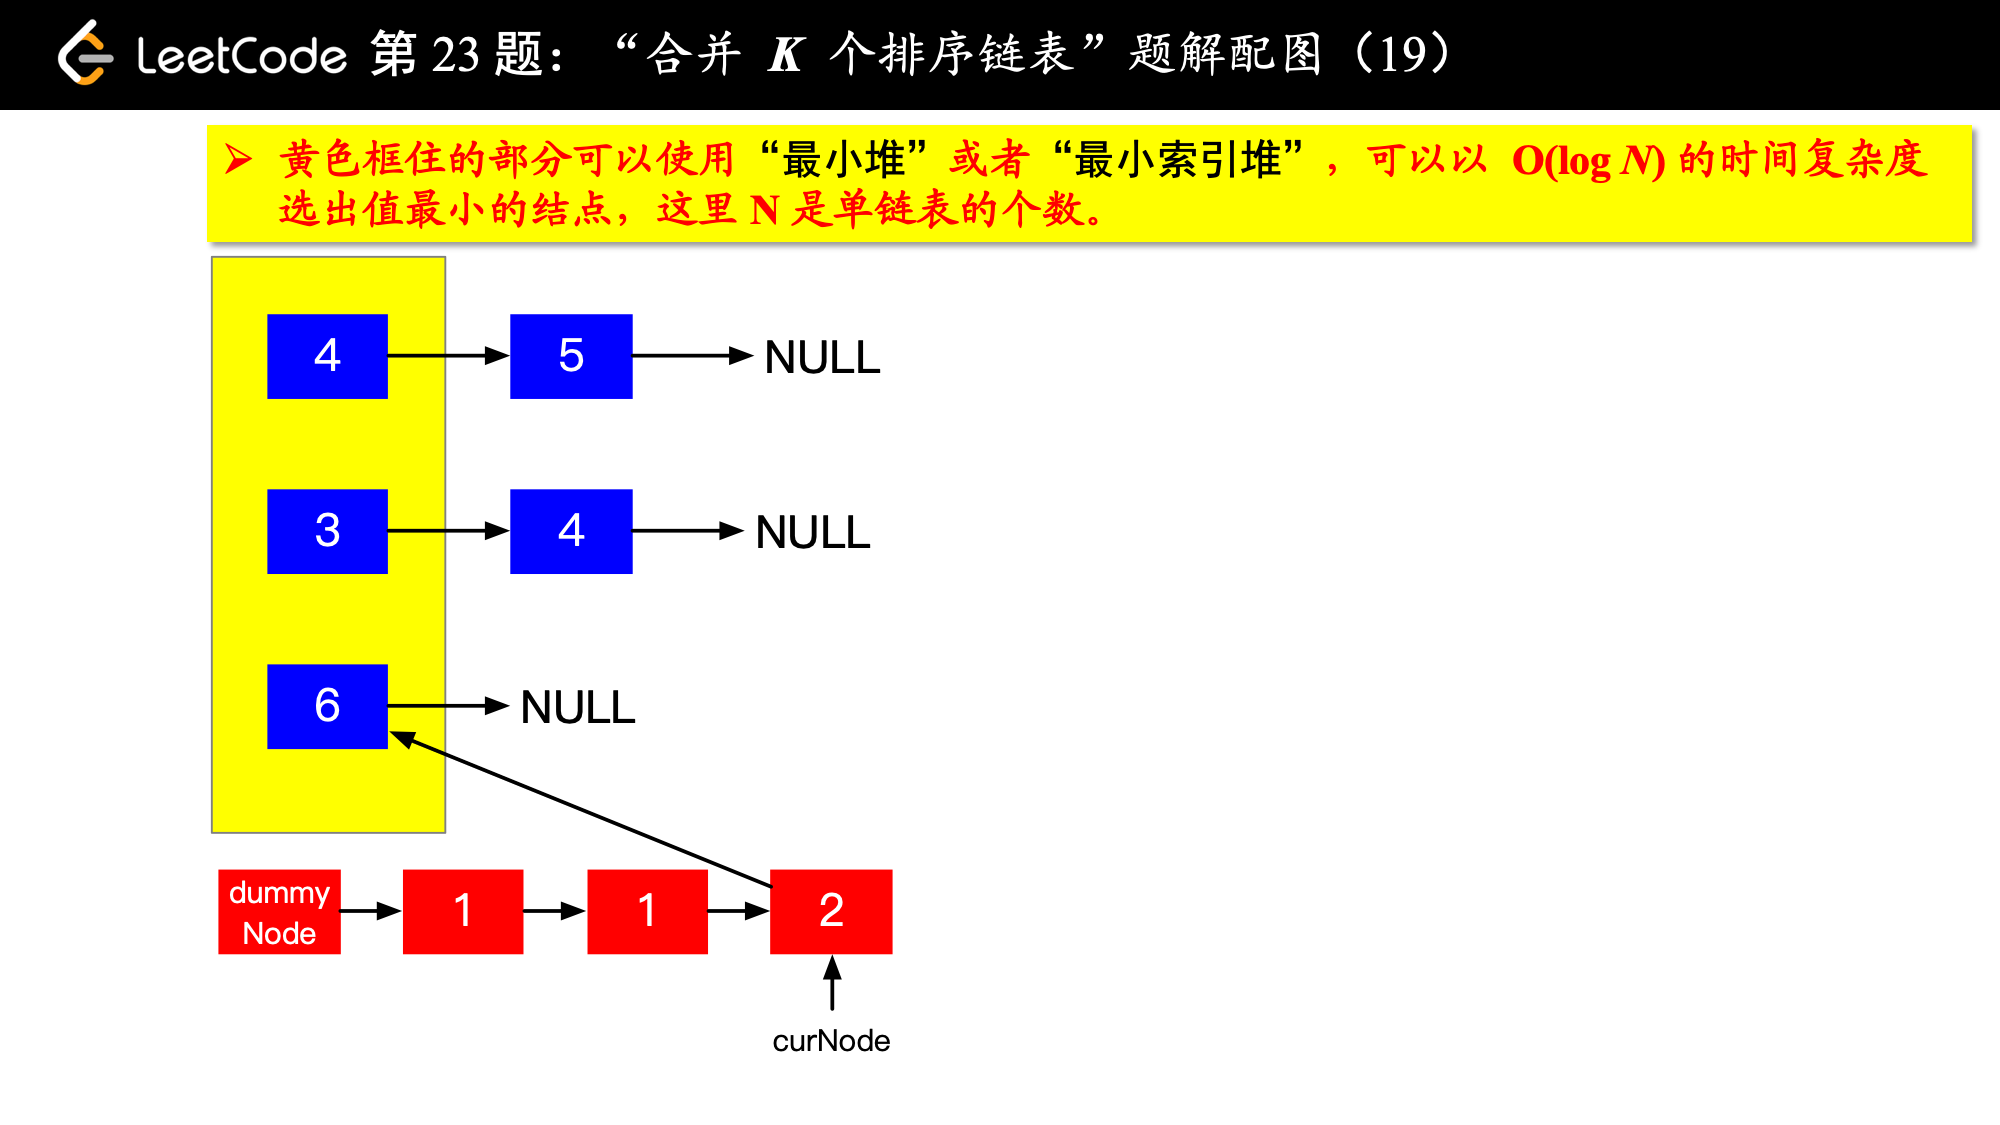 LeetCode 第 23 题：“合并 K 个排序链表”题解配图（19）
➢ 黄色框住的部分可以使用“最小堆”或者“最小索引堆”，可以以 O(log N) 的时间复杂度
选出值最小的结点，这里 N 是单链表的个数。
4 5 NULL
3 4 NULL
6 NULL
dummy
Node
1 1 2
curNode